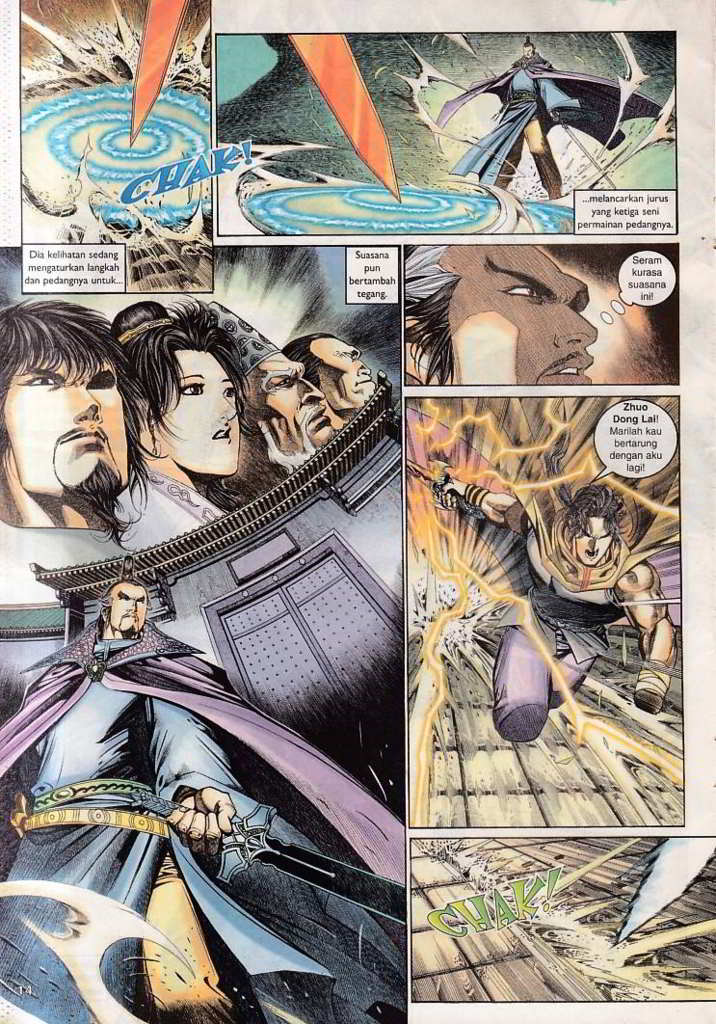 CHAK!
Dia kelihatan sedang
mengaturkan langkah
dan pedangnya untuk...
...melancarkan jurus
yang ketiga seni
permainan pedangnya.
Suasana
pun
bertambah
tegang.
Seram
kurasa
suasana
ini!
Zhuo
Dong Lai!
Marilah kau
bertarung
dengan aku
lagi!
CHAK!
14